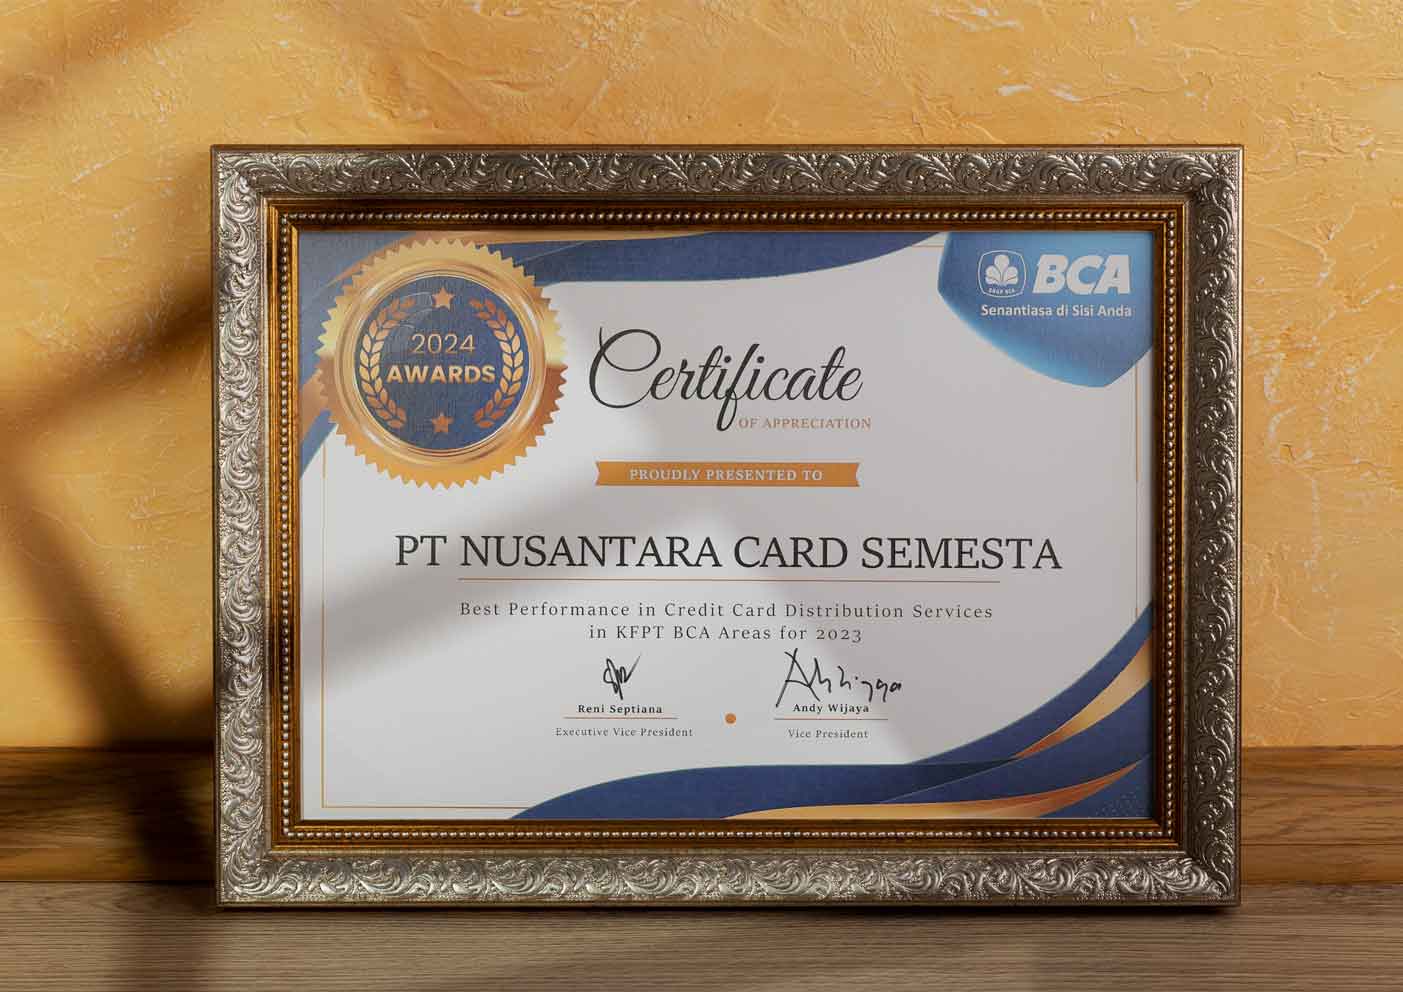 2024
AWARDS
BCA
Senantiasa di Sisi Anda
Certificate
OF APPRECIATION
PROUDLY PRESENTED TO
PT NUSANTARA CARD SEMESTA
Best Performance in Credit Card Distribution Services
in KFPT BCA Areas for 2023
Reni Septiana
Executive Vice President
Andy Wijaya
Vice President